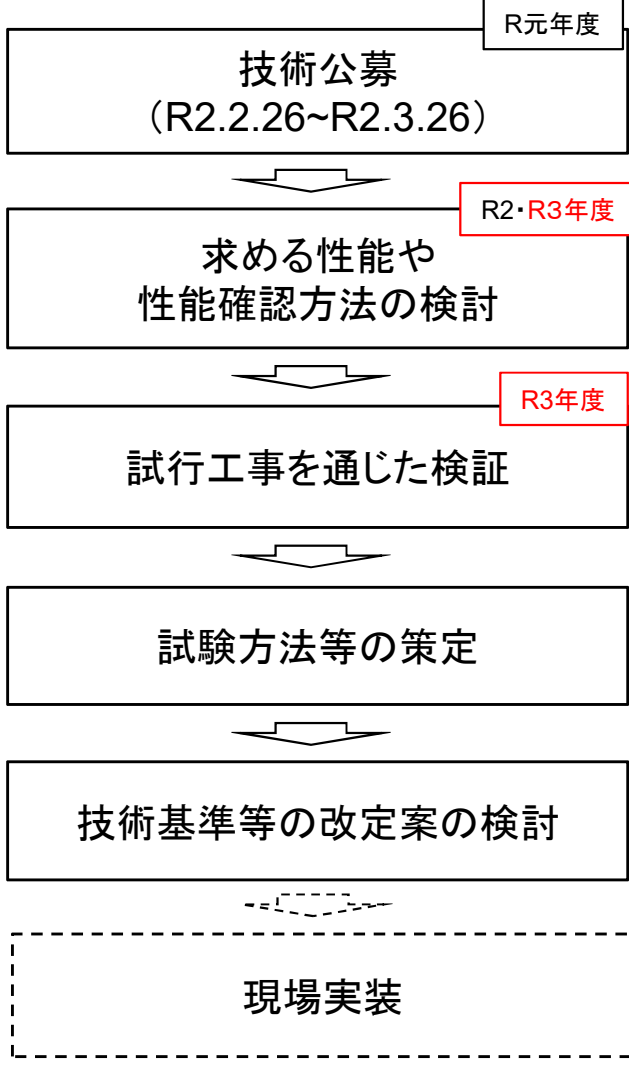 R元年度
技術公募
（R2.2.26~R2.3.26）
R2・R3年度
求める性能や
性能確認方法の検討
R3年度
試行工事を通じた検証
試験方法等の策定
技術基準等の改定案の検討
現場実装